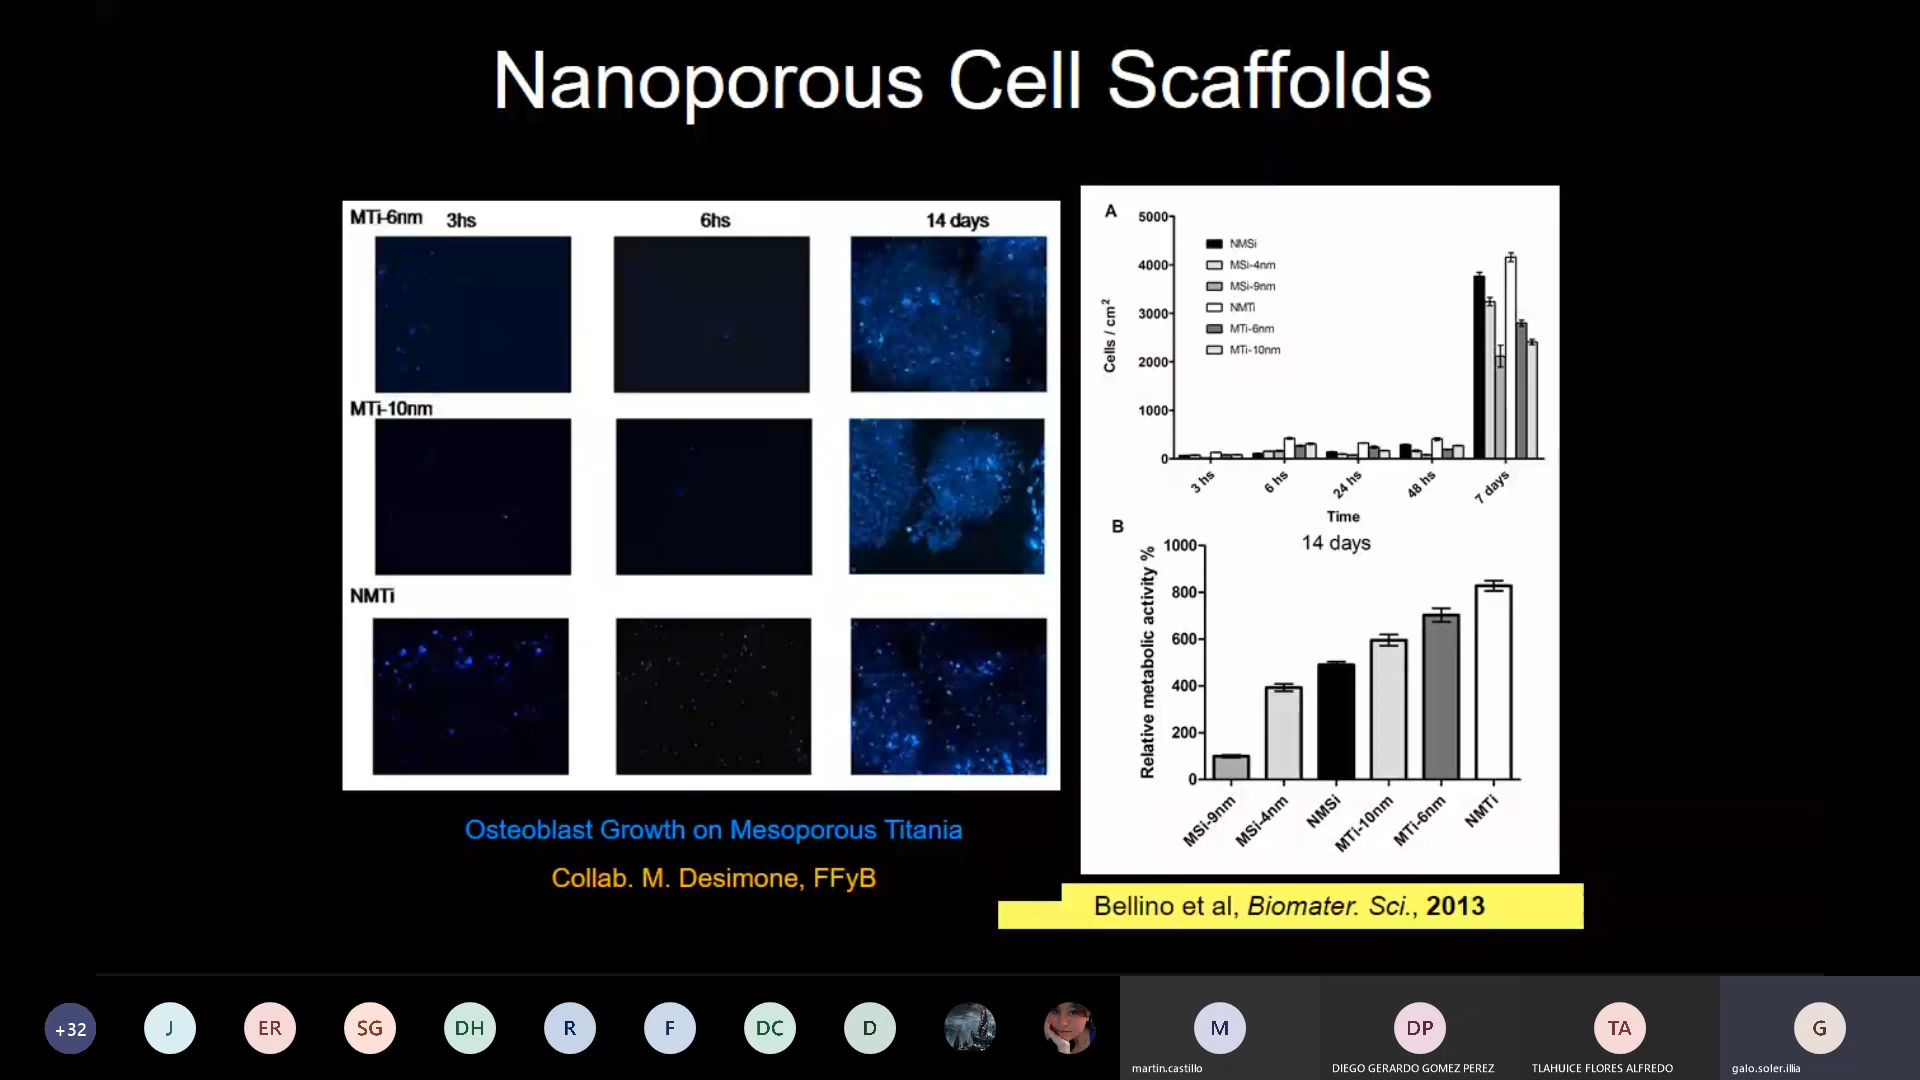 Nanoporous Cell Scaffolds
MTi-6nm 3hs 6hs 14 days
MTi-10nm
NMTi
Osteoblast Growth on Mesoporous Titania
Collab. M. Desimone, FFyB
A
5000
4000
3000
2000
1000
0
Cells / cm²
NMSi
MSi-4nm
MSi-9nm
NMTi
MTi-6nm
MTi-10nm
3 hs 6 hs 24 hs 48 hs 7 days
Time
B
14 days
1000
800
600
400
200
0
Relative metabolic activity %
MSi-9nm MSi-4nm NMSi MTi-10nm MTi-6nm NMTi
Bellino et al, Biomater. Sci., 2013
+32 J ER SG DH R F DC D M DP TA G
martin.castillo DIEGO GERARDO GOMEZ PEREZ TLAHUICE FLORES ALFREDO galo.soler.illia